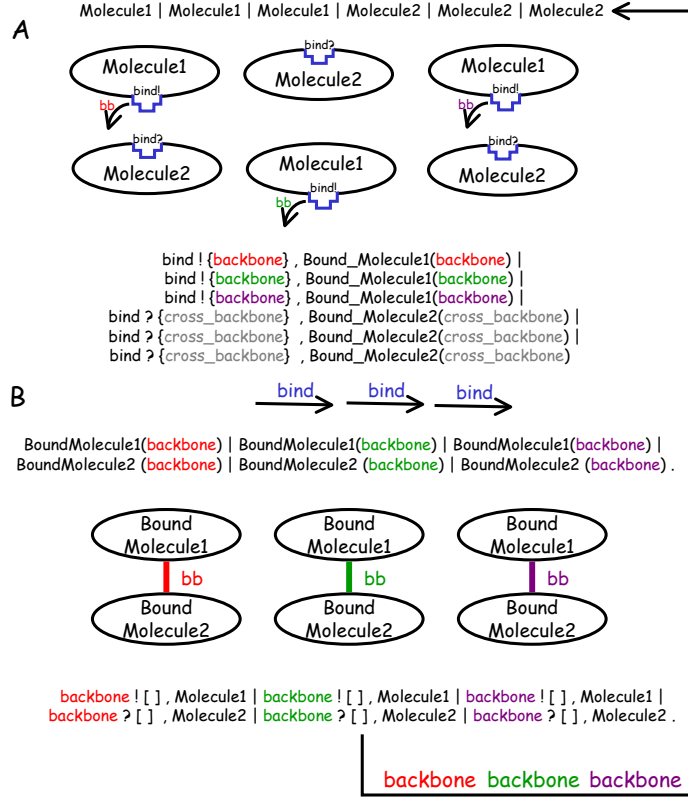 Molecule1 | Molecule1 | Molecule1 | Molecule2 | Molecule2 | Molecule2
A
Molecule1
bind!
bb
bind?
Molecule2
Molecule1
bind!
bb
bind?
Molecule2
Molecule1
bind!
bb
bind?
Molecule2
bind ! {backbone} , Bound_Molecule1(backbone) |
bind ! {backbone} , Bound_Molecule1(backbone) |
bind ! {backbone} , Bound_Molecule1(backbone) |
bind ? {cross_backbone} , Bound_Molecule2(cross_backbone) |
bind ? {cross_backbone} , Bound_Molecule2(cross_backbone) |
bind ? {cross_backbone} , Bound_Molecule2(cross_backbone)
B
bind bind bind
BoundMolecule1(backbone) | BoundMolecule1(backbone) | BoundMolecule1(backbone) |
BoundMolecule2 (backbone) | BoundMolecule2 (backbone) | BoundMolecule2 (backbone) .
Bound
Molecule1
bb
Bound
Molecule2
Bound
Molecule1
bb
Bound
Molecule2
Bound
Molecule1
bb
Bound
Molecule2
backbone ! [ ] , Molecule1 | backbone ! [ ] , Molecule1 | backbone ! [ ] , Molecule1 |
backbone ? [ ] , Molecule2 | backbone ? [ ] , Molecule2 | backbone ? [ ] , Molecule2 .
backbone backbone backbone